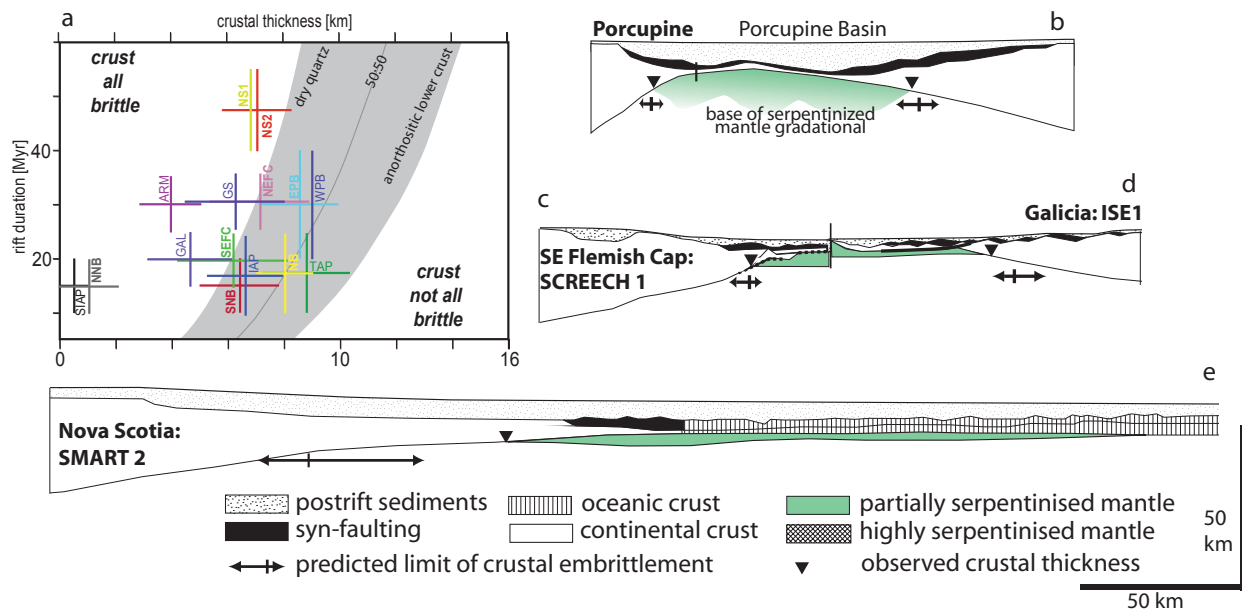 a
crustal thickness [km]
crust
all
brittle
dry quartz
50:50
anorthositic lower crust
NS1
NS2
40
rift duration [Myr]
ARM
GS
NEFC
EPB
WPB
GAL
SEFC
IAP
NB
TAP
20
SNB
SIAP
NNB
crust
not all
brittle
0
10
16
b
Porcupine
Porcupine Basin
base of serpentinized
mantle gradational
c
d
Galicia: ISE1
SE Flemish Cap:
SCREECH 1
e
Nova Scotia:
SMART 2
postrift sediments
oceanic crust
partially serpentinised mantle
syn-faulting
continental crust
highly serpentinised mantle
predicted limit of crustal embrittlement
observed crustal thickness
50
km
50 km